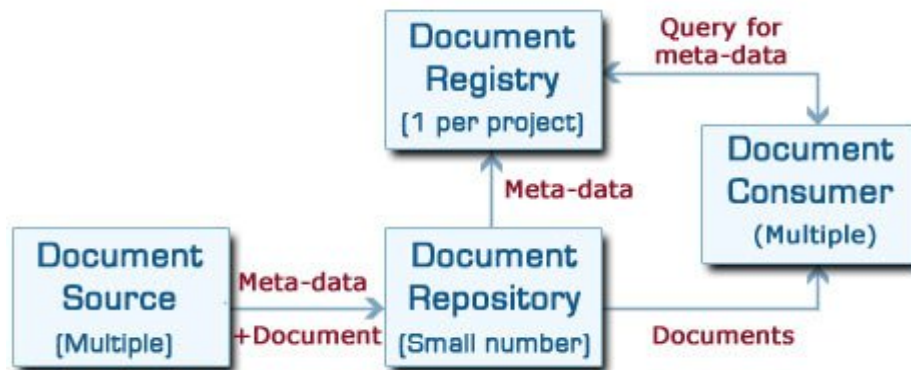 Document
Registry
(1 per project)
Query for
meta-data
Document
Consumer
(Multiple)
Meta-data
Document
Source
(Multiple)
Meta-data
+Document
Document
Repository
(Small number)
Documents